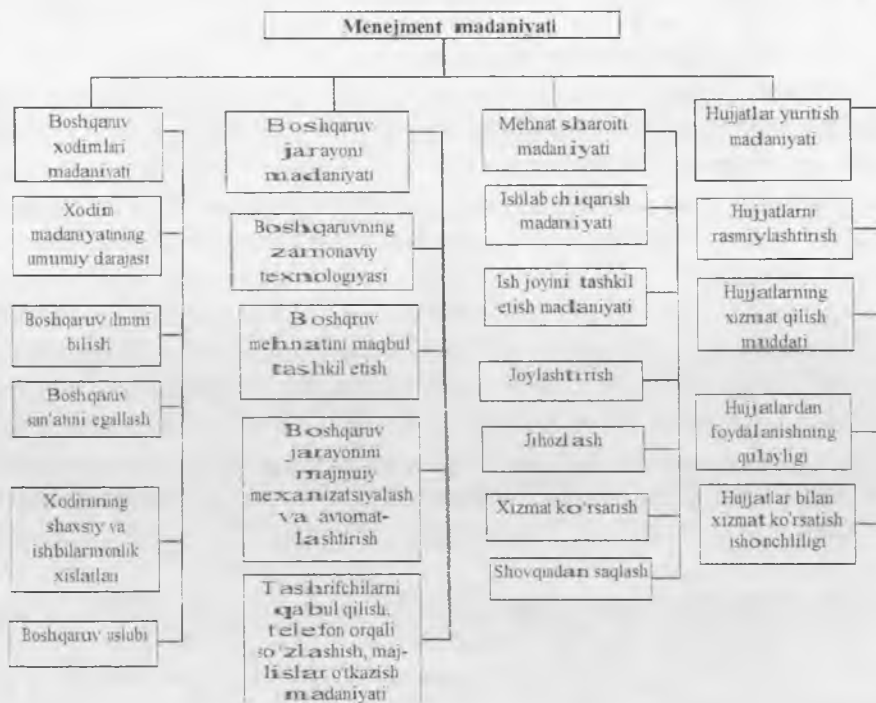 Menejment madaniyati
Boshqaruv
xodimlari
madaniyati
Xodim
madaniyatining
umumiy darajasi
Boshqaruv ilmini
bilish
Boshqaruv
san'atini egallash
Xodimning
shaxsiy va
ishbilarmonlik
xislatlari
Boshqaruv uslubi
Boshqaruv
jarayoni
madaniyati
Boshqaruvning
zamonaviy
texnologiyasi
Boshqruv
mehnatini maqbul
tashkil etish
Boshqaruv
jarayonini
majmuiy
mexanizatsiyalash
va avtomat-
lashtirish
Tashrifchilarni
qabul qilish,
telefon orqali
so'zlashish, maj-
lislar o'tkazish
madaniyati
Mehnat sharoiti
madaniyati
Ishlab chiqarish
madaniyati
Ish joyini tashkil
etish madaniyati
Joylashtirish
Jihozlash
Xizmat ko'rsatish
Shovqindan saqlash
Hujjatlar yuritish
madaniyati
Hujjatlarni
rasmiylashtirish
Hujjatlarning
xizmat qilish
muddati
Hujjatlardan
foydalanishning
qulayligi
Hujjatlar bilan
xizmat ko'rsatish
ishonchliligi